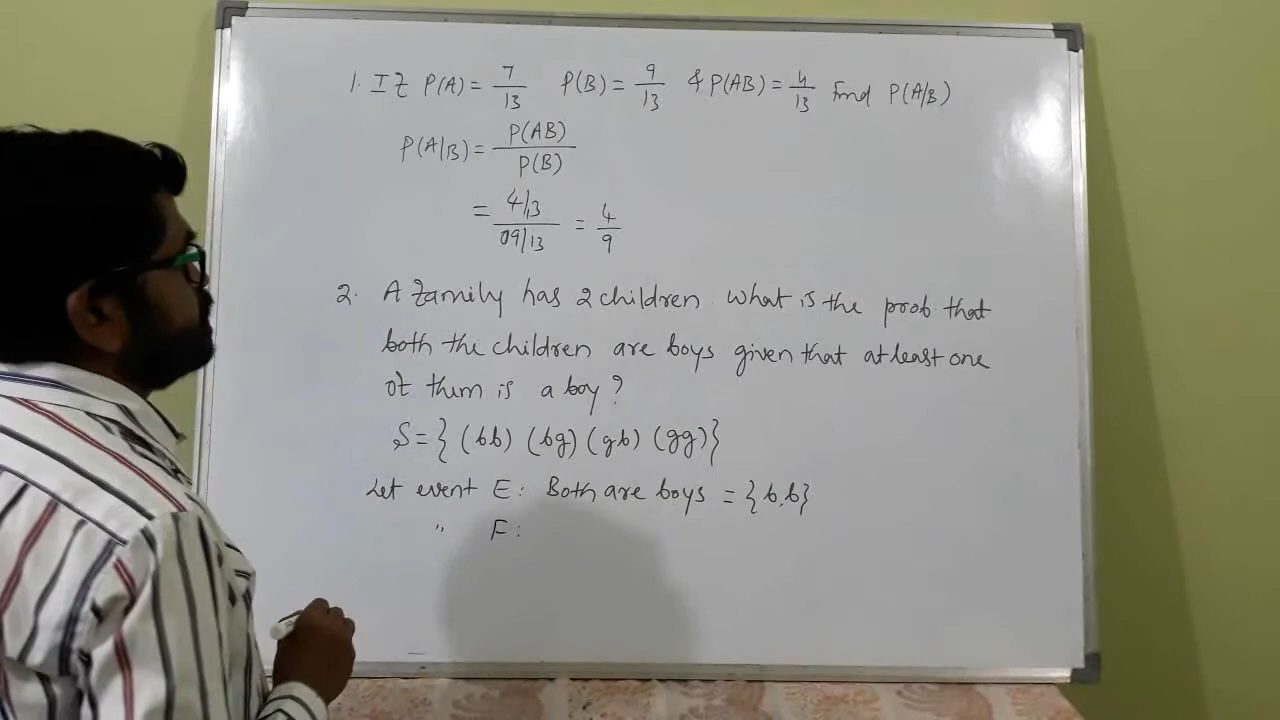 1. If P(A) = 7/13 P(B) = 9/13 & P(AB) = 4/13 find P(A/B)
P(A|B) = P(AB)/P(B)
= 4/13 / 09/13 = 4/9
2. A family has 2 children. What is the prob. that
both the children are boys given that at least one
of them is a boy?
S = { (bb) (bg) (gb) (gg)}
Let event E: Both are boys = {b,b}
" F: